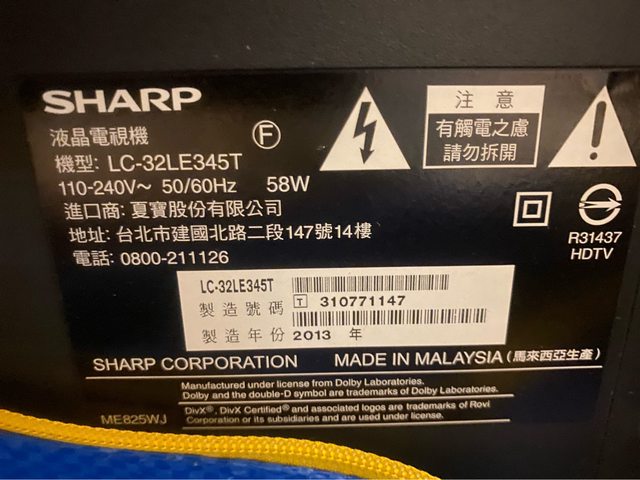 SHARP
液晶電視機 Ⓕ
機型: LC-32LE345T
110-240V~ 50/60Hz 58W
進口商: 夏寶股份有限公司
地址: 台北市建國北路二段147號14樓
電話: 0800-211126
注 意
有觸電之虞
請勿拆開
R31437
HDTV
LC-32LE345T
製造號碼 T 310771147
製造年份 2013 年
SHARP CORPORATION MADE IN MALAYSIA (馬來西亞生產)
Manufactured under license from Dolby Laboratories.
Dolby and the double-D symbol are trademarks of Dolby Laboratories.
DivX®, DivX Certified® and associated logos are trademarks of Rovi
Corporation or its subsidiaries and are used under license.
ME825WJ